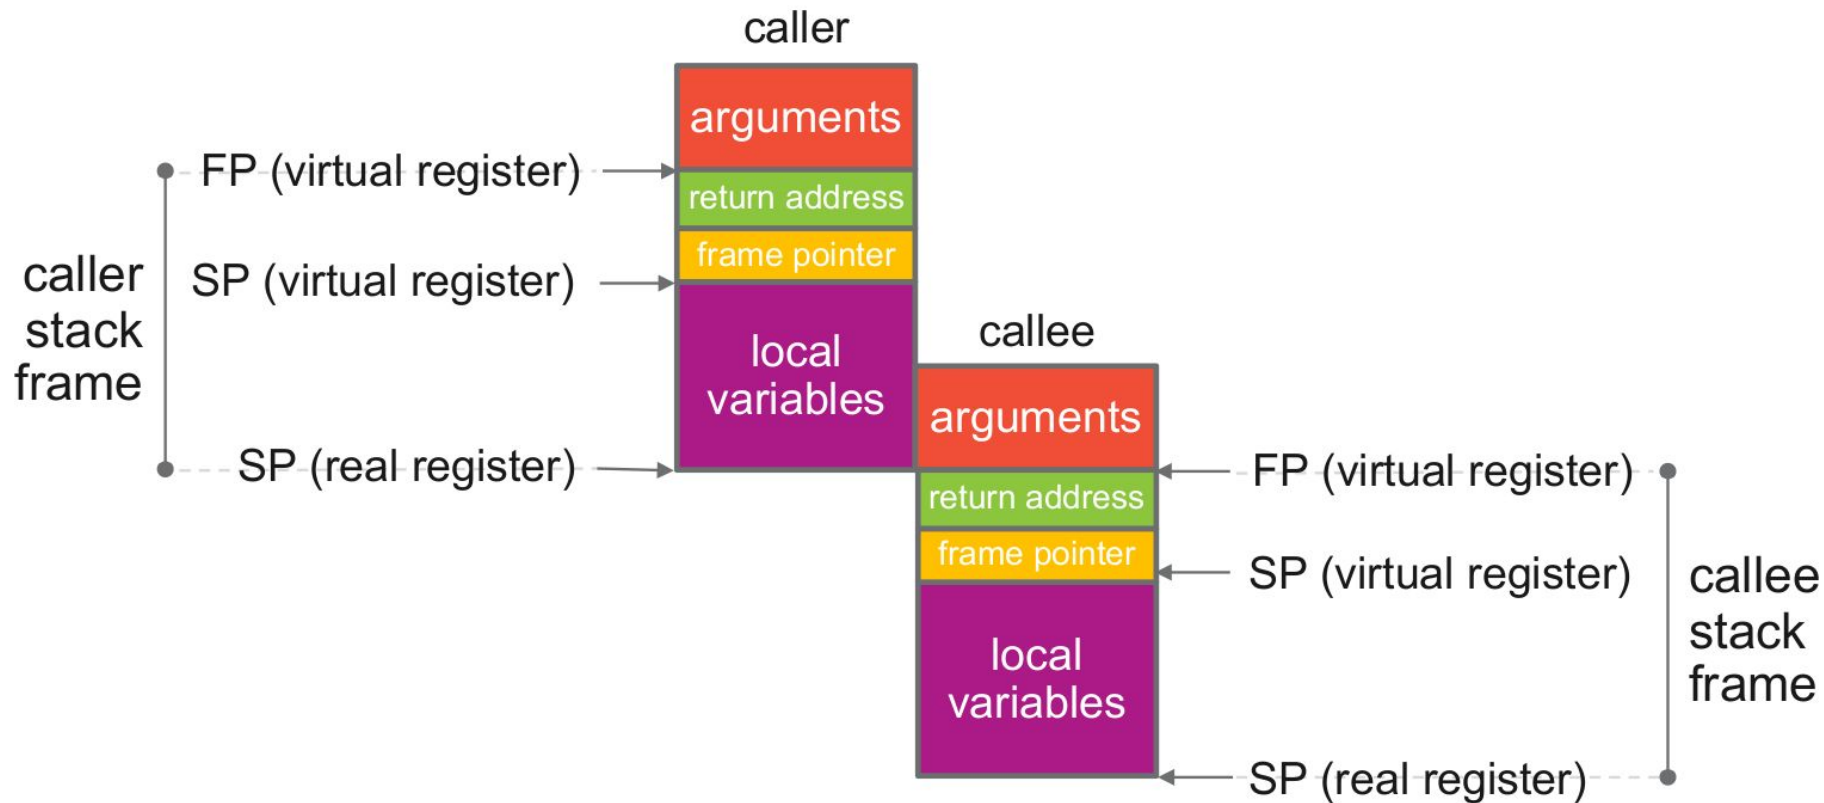 caller
arguments
FP (virtual register)
return address
frame pointer
SP (virtual register)
caller
stack
frame
local
variables
SP (real register)
callee
arguments
FP (virtual register)
return address
frame pointer
SP (virtual register)
callee
stack
frame
local
variables
SP (real register)